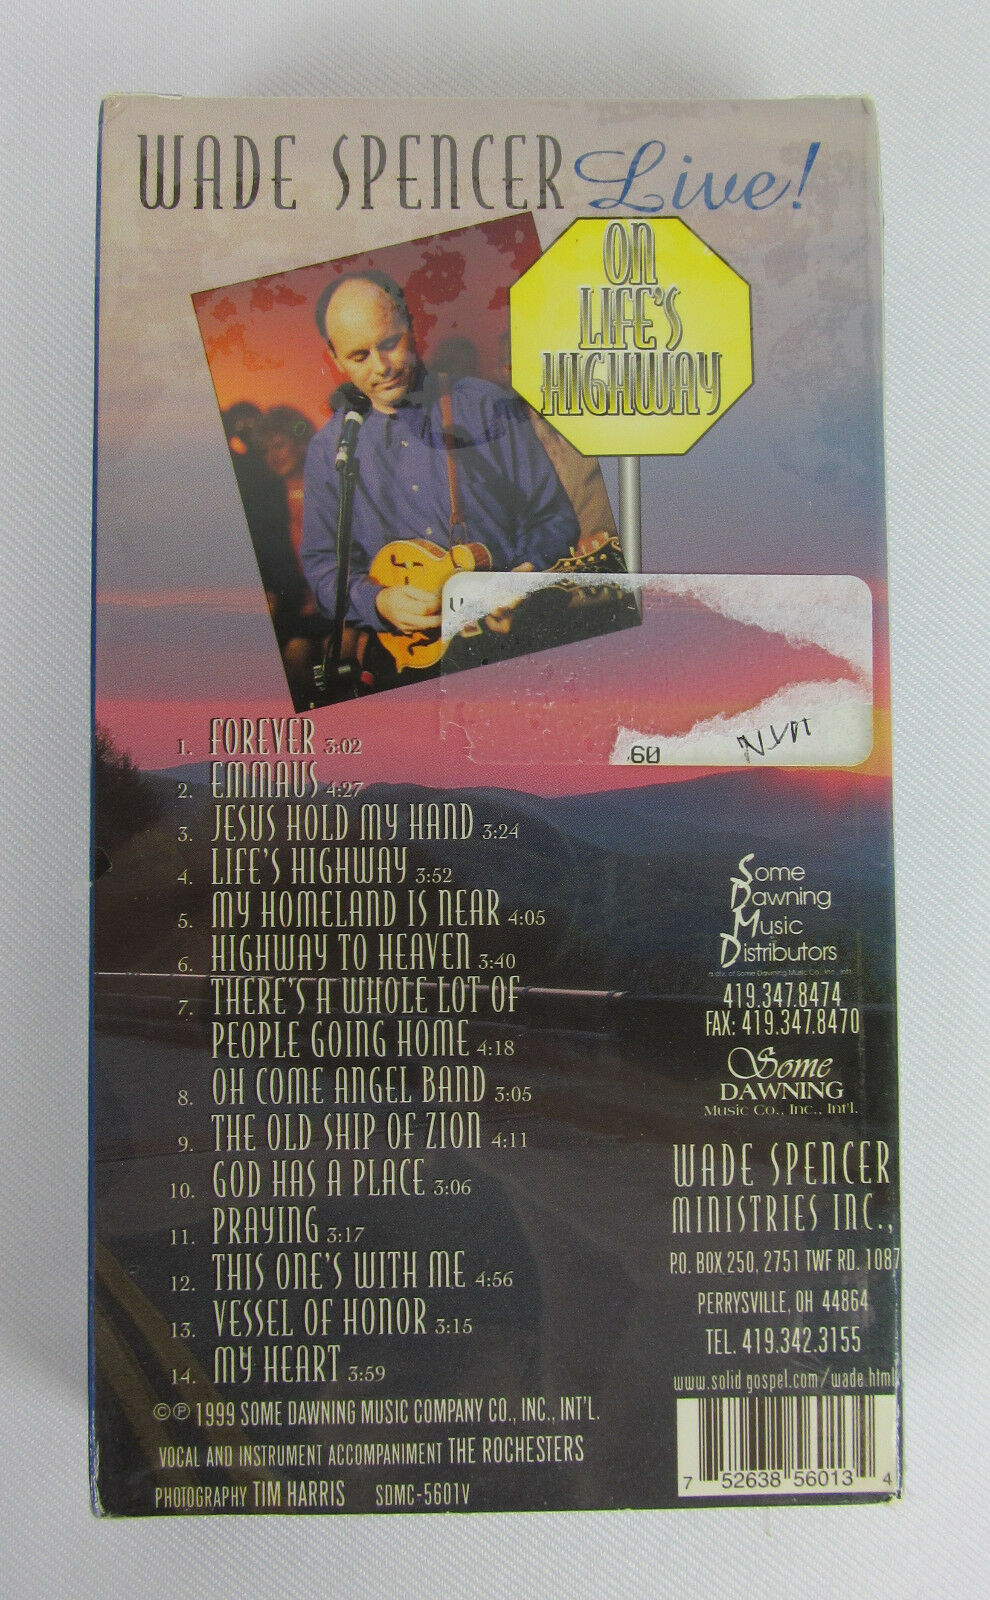 WADE SPENCER Live!
ON
LIFE'S
HIGHWAY
1. FOREVER 3:02
2. EMMAUS 4:27
3. JESUS HOLD MY HAND 3:24
4. LIFE'S HIGHWAY 3:52
5. MY HOMELAND IS NEAR 4:05
6. HIGHWAY TO HEAVEN 3:40
7. THERE'S A WHOLE LOT OF
PEOPLE GOING HOME 4:18
8. OH COME ANGEL BAND 3:05
9. THE OLD SHIP OF ZION 4:11
10. GOD HAS A PLACE 3:06
11. PRAYING 3:17
12. THIS ONE'S WITH ME 4:56
13. VESSEL OF HONOR 3:15
14. MY HEART 3:59
©℗ 1999 SOME DAWNING MUSIC COMPANY CO., INC., INT'L.
VOCAL AND INSTRUMENT ACCOMPANIMENT THE ROCHESTERS
PHOTOGRAPHY TIM HARRIS SDMC-5601V
Some
Dawning
Music
Distributors
a div. of Some Dawning Music Co., Inc., Int'l.
419.347.8474
FAX: 419.347.8470
Some
DAWNING
Music Co., Inc., Int'l.
WADE SPENCER
MINISTRIES INC.,
P.O. BOX 250, 2751 TWF RD. 1087
PERRYSVILLE, OH 44864
TEL. 419.342.3155
www.solid gospel.com/wade.html
7 52638 56013 4